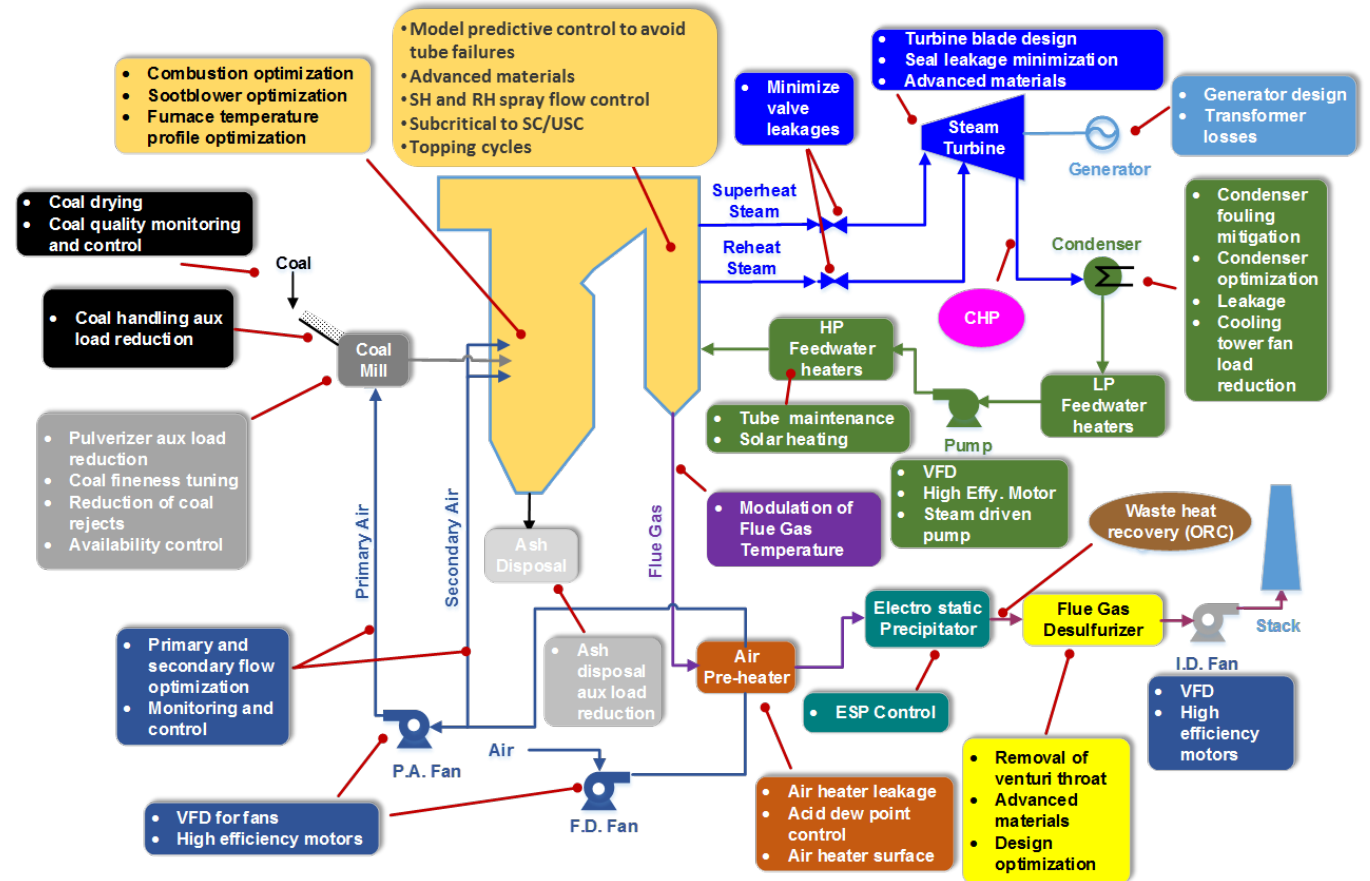 • Model predictive control to avoid
tube failures
• Advanced materials
• SH and RH spray flow control
• Subcritical to SC/USC
• Topping cycles
• Combustion optimization
• Sootblower optimization
• Furnace temperature
profile optimization
• Minimize
valve
leakages
• Turbine blade design
• Seal leakage minimization
• Advanced materials
• Generator design
• Transformer
losses
Steam
Turbine
Generator
• Coal drying
• Coal quality monitoring
and control
Coal
• Coal handling aux
load reduction
Coal
Mill
Superheat
Steam
Reheat
Steam
CHP
Condenser
• Condenser
fouling
mitigation
• Condenser
optimization
• Leakage
• Cooling
tower fan
load
reduction
HP
Feedwater
heaters
LP
Feedwater
heaters
Pump
• Tube maintenance
• Solar heating
• VFD
• High Effy. Motor
• Steam driven
pump
• Pulverizer aux load
reduction
• Coal fineness tuning
• Reduction of coal
rejects
• Availability control
Primary Air
Secondary Air
Ash
Disposal
Flue Gas
• Modulation of
Flue Gas
Temperature
Waste heat
recovery (ORC)
• Primary and
secondary flow
optimization
• Monitoring and
control
• Ash
disposal
aux load
reduction
Air
Pre-heater
Electro static
Precipitator
Flue Gas
Desulfurizer
I.D. Fan
Stack
• ESP Control
• VFD
• High
efficiency
motors
P.A. Fan
Air
F.D. Fan
• VFD for fans
• High efficiency motors
• Air heater leakage
• Acid dew point
control
• Air heater surface
• Removal of
venturi throat
• Advanced
materials
• Design
optimization